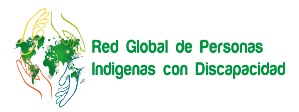 Red Global de Personas
Indigenas con Discapacidad